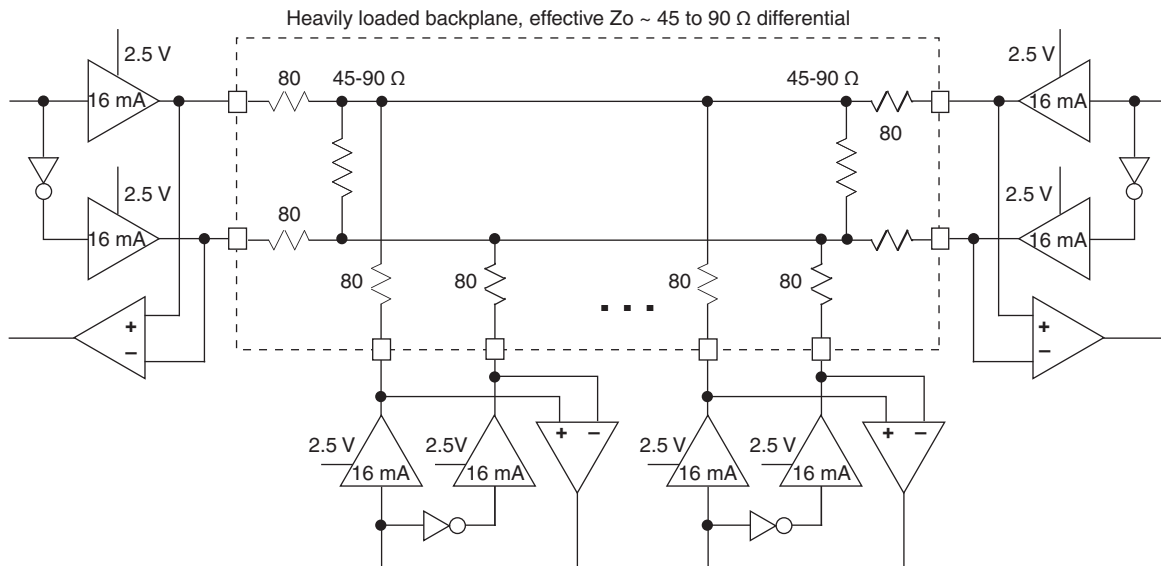 Heavily loaded backplane, effective Zo ~ 45 to 90 Ω differential
2.5 V
80
45-90 Ω
45-90 Ω
2.5 V
16 mA
80
16 mA
2.5 V
80
2.5 V
16 mA
16 mA
80
80
80
80
+
−
. . .
+
−
+ −
+ −
2.5 V
2.5V
2.5 V
2.5 V
16 mA
16 mA
16 mA
16 mA